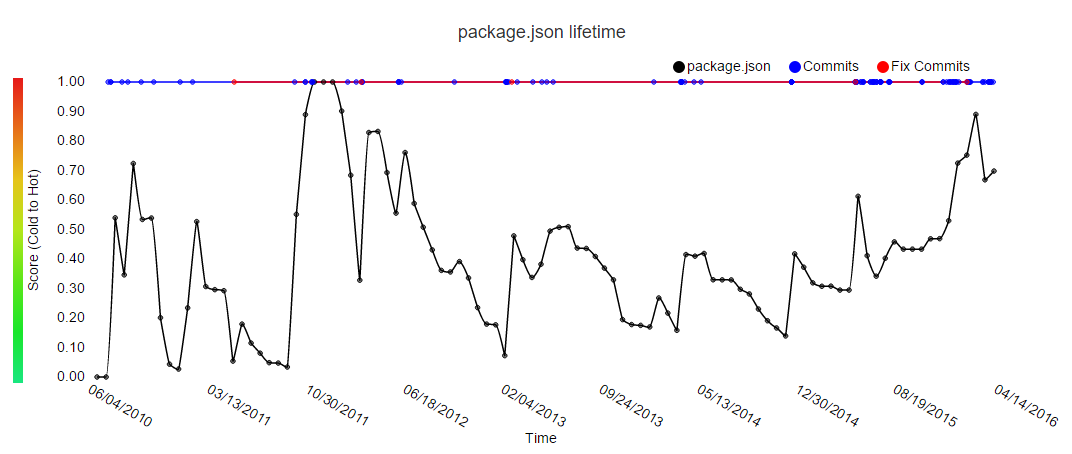 package.json lifetime
package.json Commits Fix Commits
1.00
0.90
0.80
0.70
0.60
0.50
0.40
0.30
0.20
0.10
0.00
Score (Cold to Hot)
06/04/2010 03/13/2011 10/30/2011 06/18/2012 02/04/2013 09/24/2013 05/13/2014 12/30/2014 08/19/2015 04/14/2016
Time